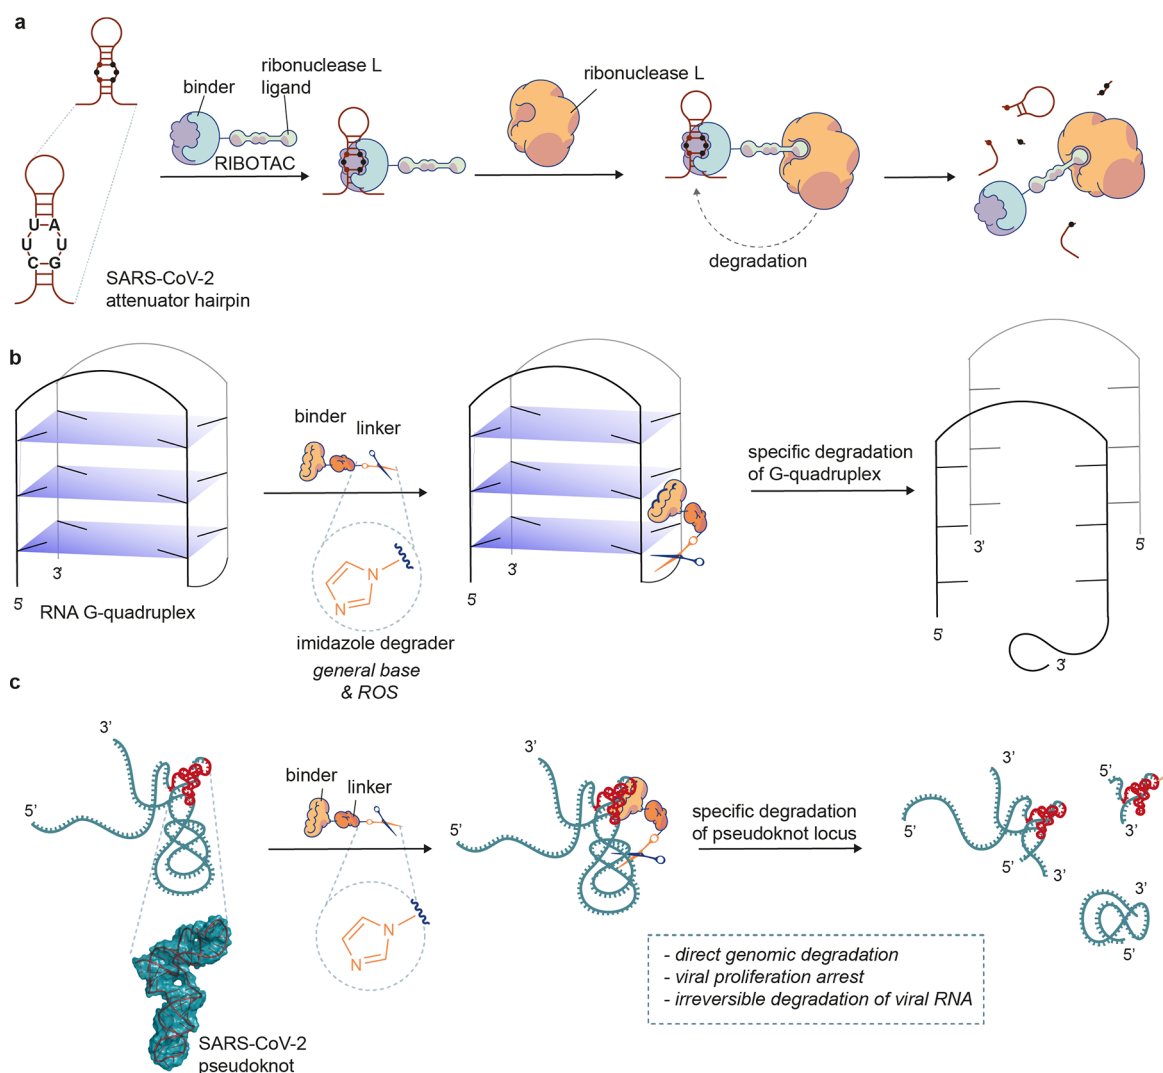 a
binder
ribonuclease L
ligand
RIBOTAC
ribonuclease L
degradation
U
A
U
U
C
G
SARS-CoV-2
attenuator hairpin
b
5'
3'
RNA G-quadruplex
binder
linker
N
N
imidazole degrader
general base
& ROS
5'
3'
specific degradation
of G-quadruplex
3'
5'
5'
3'
c
3'
5'
SARS-CoV-2
pseudoknot
binder
linker
N
N
3'
5'
specific degradation
of pseudoknot locus
3'
5'
5'
3'
5'
3'
3'
5'
- direct genomic degradation
- viral proliferation arrest
- irreversible degradation of viral RNA